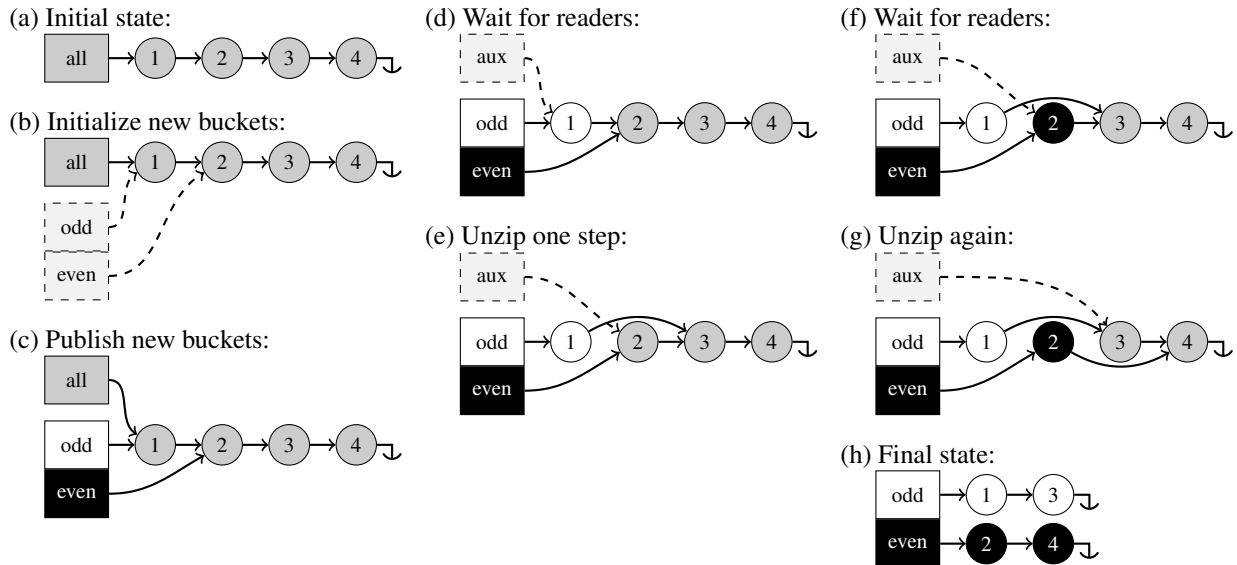 (a) Initial state:
all 1 2 3 4
(b) Initialize new buckets:
all 1 2 3 4
odd
even
(c) Publish new buckets:
all
odd 1 2 3 4
even
(d) Wait for readers:
aux
odd 1 2 3 4
even
(e) Unzip one step:
aux
odd 1 2 3 4
even
(f) Wait for readers:
aux
odd 1 2 3 4
even
(g) Unzip again:
aux
odd 1 2 3 4
even
(h) Final state:
odd 1 3
even 2 4